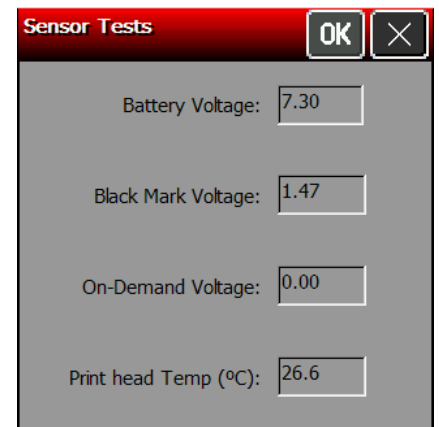 Sensor Tests OK
Battery Voltage: 7.30
Black Mark Voltage: 1.47
On-Demand Voltage: 0.00
Print head Temp (ºC): 26.6